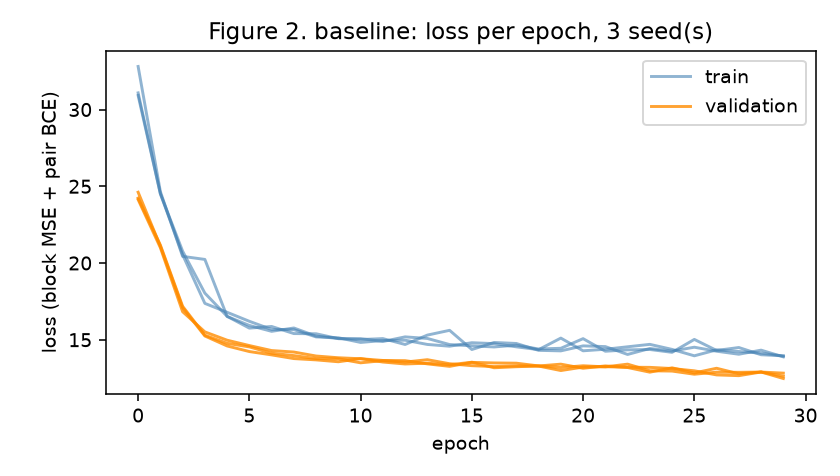 Figure 2. baseline: loss per epoch, 3 seed(s)
train
validation
loss (block MSE + pair BCE)
30
25
20
15
0
5
10
15
20
25
30
epoch